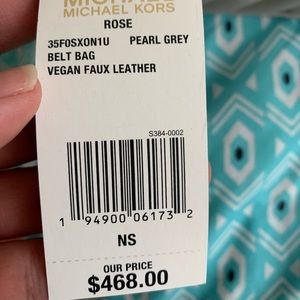 MICHAEL
MICHAEL KORS
ROSE
35F0SXON1U PEARL GREY
BELT BAG
VEGAN FAUX LEATHER
S384-0002
1 94900 06173 2
NS
OUR PRICE
$468.00